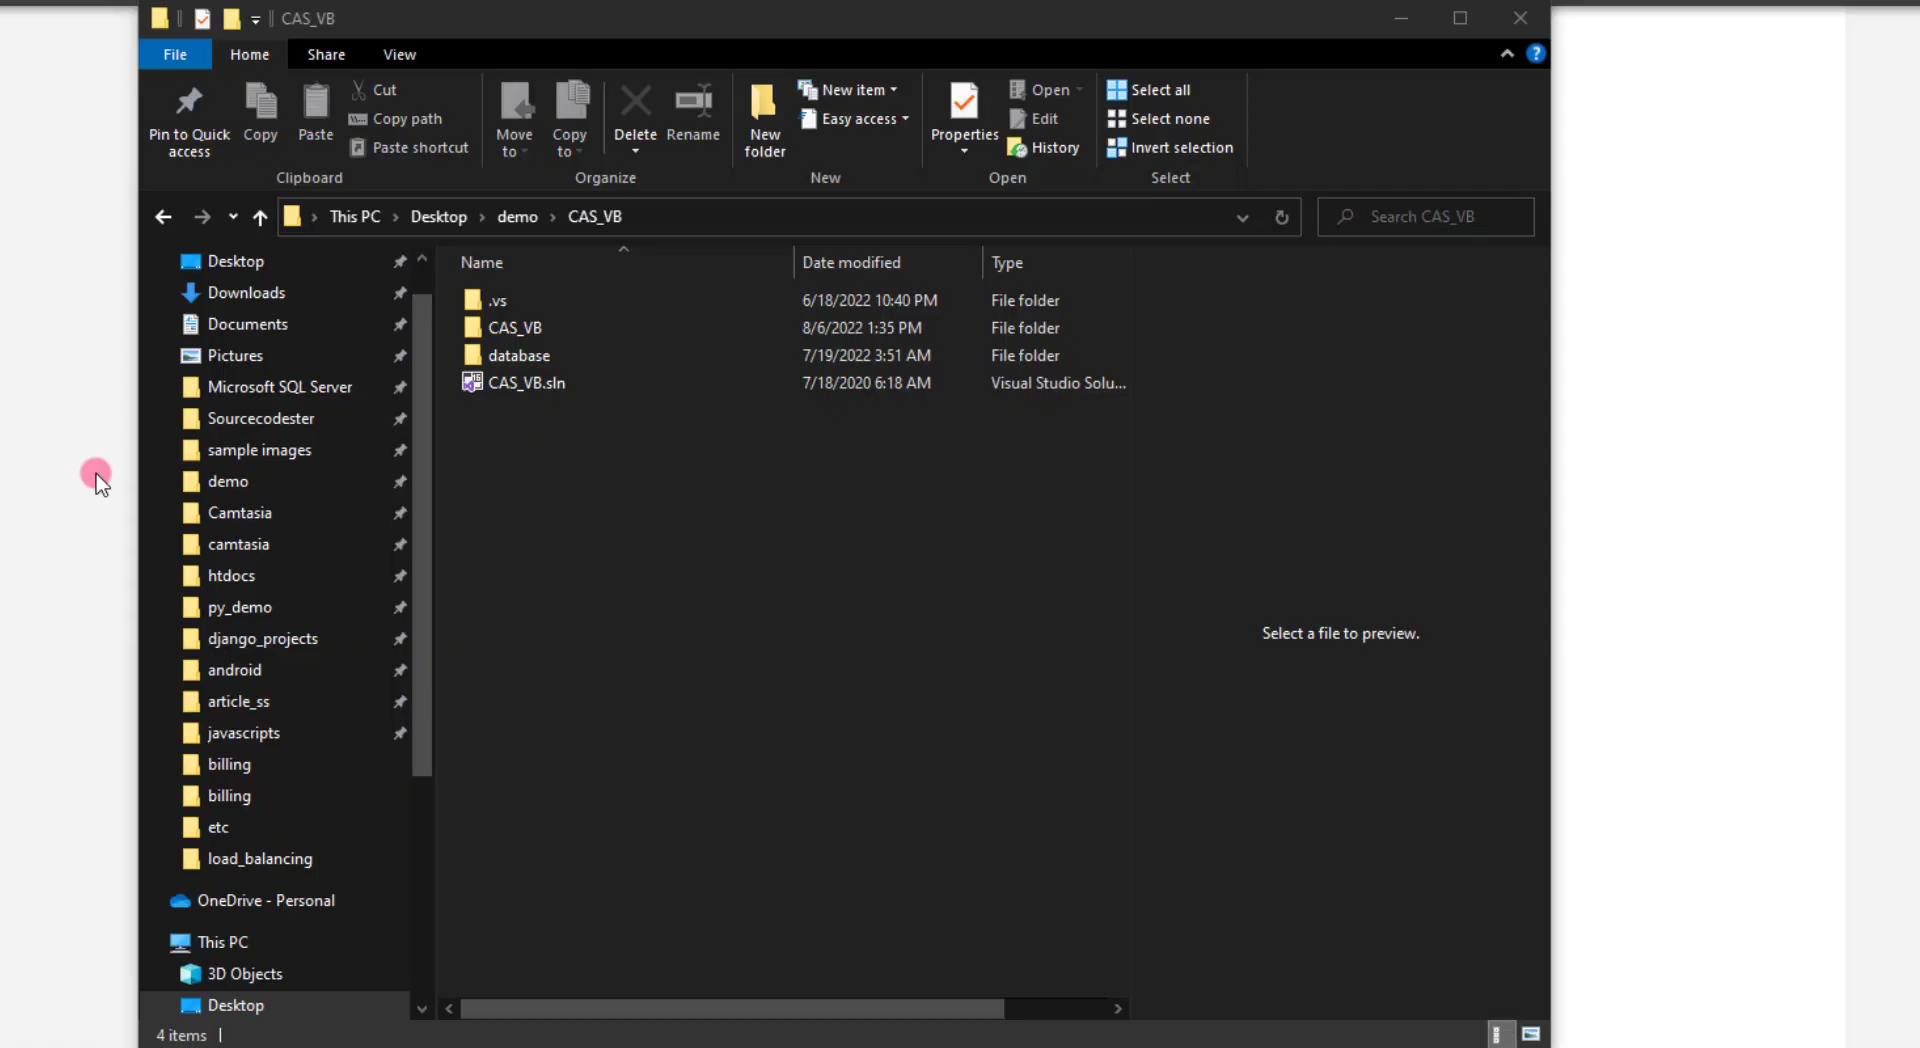 CAS_VB
File Home Share View
Pin to Quick access
Copy
Paste
Cut
Copy path
Paste shortcut
Move to
Copy to
Delete
Rename
New folder
New item
Easy access
Properties
Open
Edit
History
Select all
Select none
Invert selection
Clipboard Organize New Open Select
This PC › Desktop › demo › CAS_VB
Search CAS_VB
Desktop
Downloads
Documents
Pictures
Microsoft SQL Server
Sourcecodester
sample images
demo
Camtasia
camtasia
htdocs
py_demo
django_projects
android
article_ss
javascripts
billing
billing
etc
load_balancing
OneDrive - Personal
This PC
3D Objects
Desktop
Name Date modified Type
.vs 6/18/2022 10:40 PM File folder
CAS_VB 8/6/2022 1:35 PM File folder
database 7/19/2022 3:51 AM File folder
CAS_VB.sln 7/18/2020 6:18 AM Visual Studio Solu...
Select a file to preview.
4 items